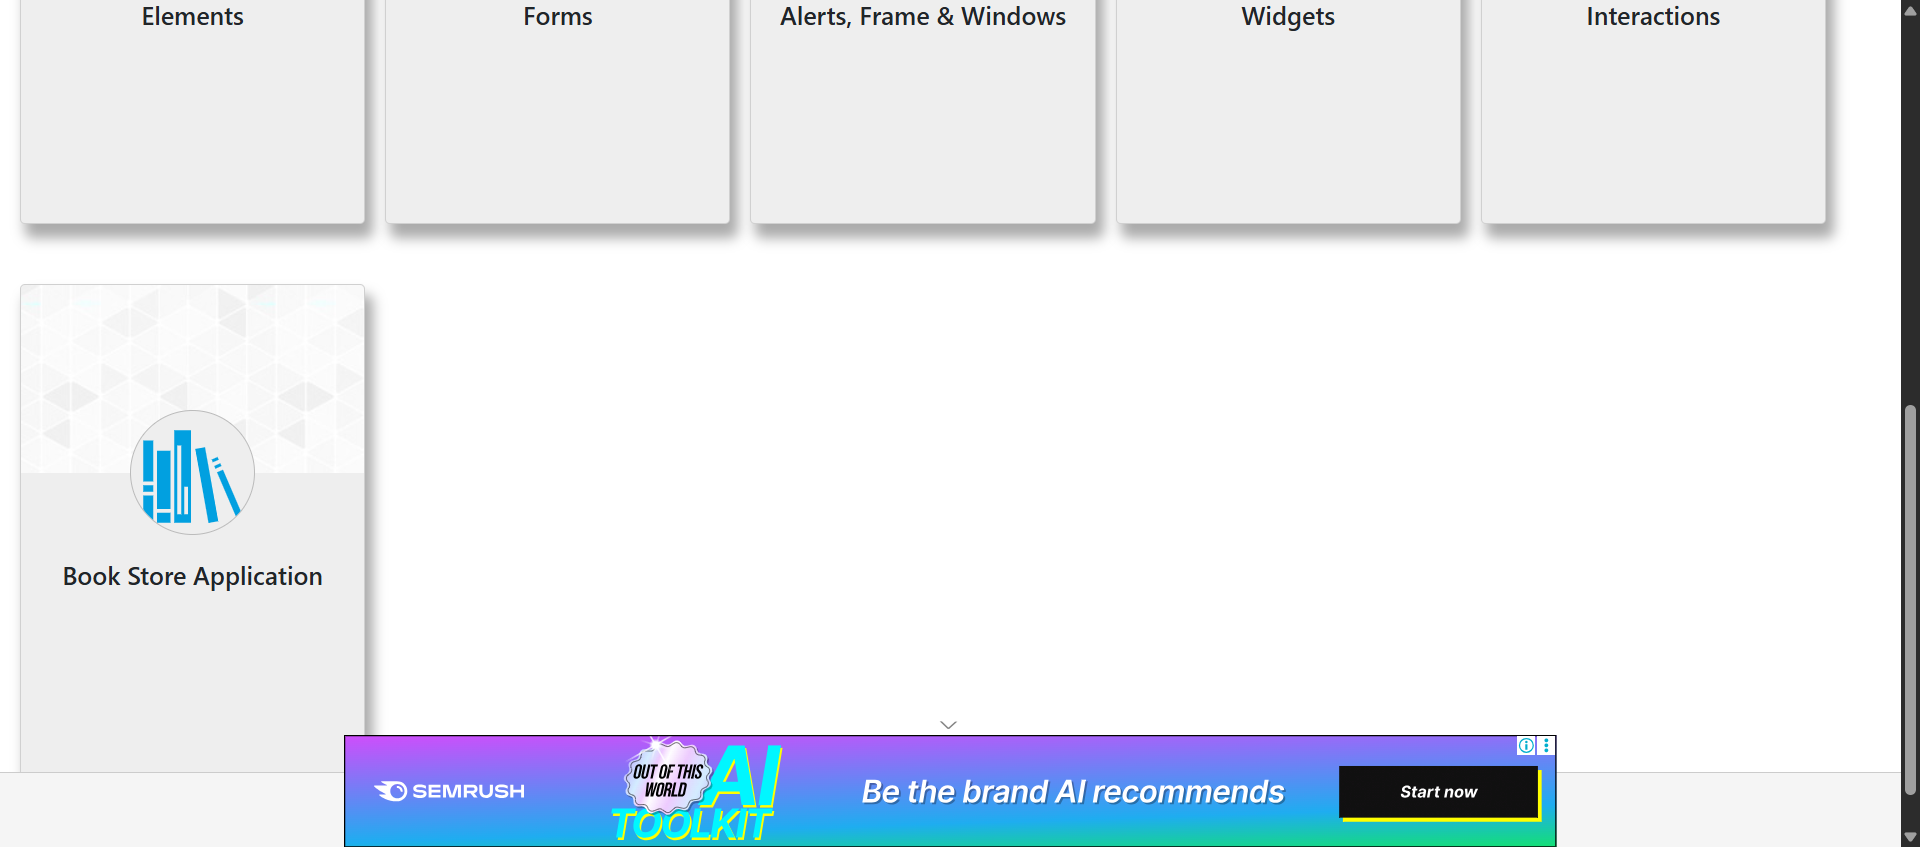 Elements
Forms
Alerts, Frame & Windows
Widgets
Interactions
Book Store Application
SEMRUSH
OUT OF THIS
WORLD
AI
TOOLKIT
Be the brand AI recommends
Start now